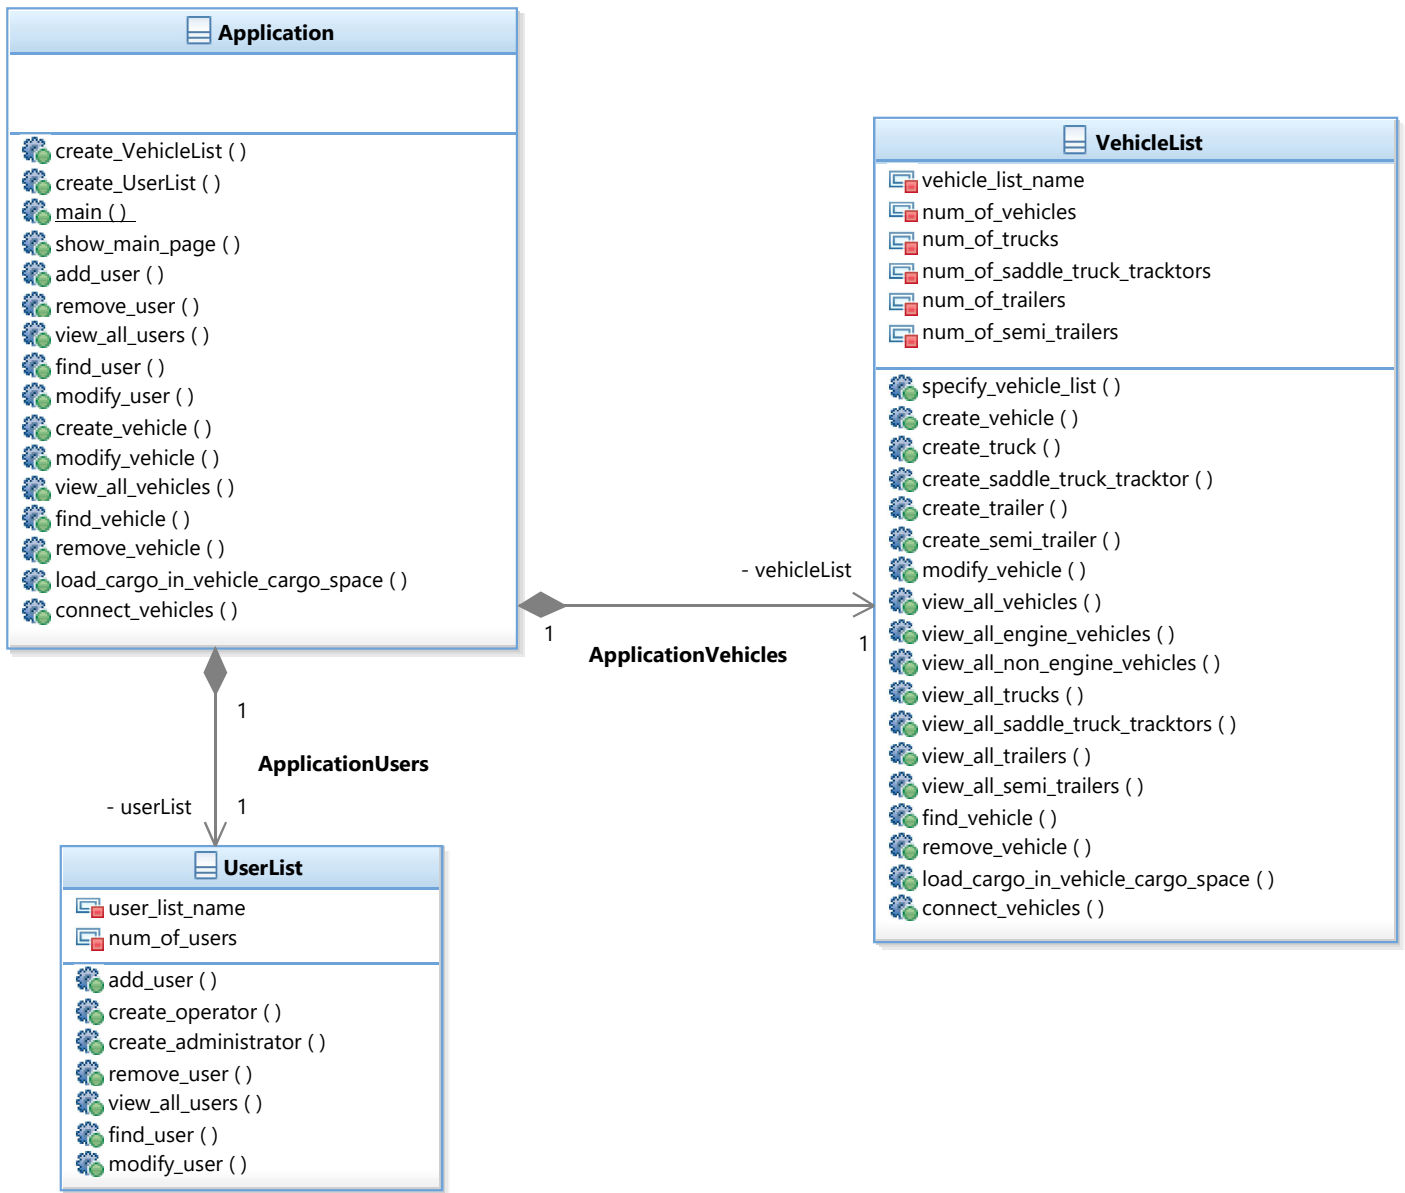 Application
create_VehicleList ( )
create_UserList ( )
main ( )
show_main_page ( )
add_user ( )
remove_user ( )
view_all_users ( )
find_user ( )
modify_user ( )
create_vehicle ( )
modify_vehicle ( )
view_all_vehicles ( )
find_vehicle ( )
remove_vehicle ( )
load_cargo_in_vehicle_cargo_space ( )
connect_vehicles ( )
- vehicleList
1
1
ApplicationVehicles
VehicleList
vehicle_list_name
num_of_vehicles
num_of_trucks
num_of_saddle_truck_tracktors
num_of_trailers
num_of_semi_trailers
specify_vehicle_list ( )
create_vehicle ( )
create_truck ( )
create_saddle_truck_tracktor ( )
create_trailer ( )
create_semi_trailer ( )
modify_vehicle ( )
view_all_vehicles ( )
view_all_engine_vehicles ( )
view_all_non_engine_vehicles ( )
view_all_trucks ( )
view_all_saddle_truck_tracktors ( )
view_all_trailers ( )
view_all_semi_trailers ( )
find_vehicle ( )
remove_vehicle ( )
load_cargo_in_vehicle_cargo_space ( )
connect_vehicles ( )
1
ApplicationUsers
- userList
1
UserList
user_list_name
num_of_users
add_user ( )
create_operator ( )
create_administrator ( )
remove_user ( )
view_all_users ( )
find_user ( )
modify_user ( )